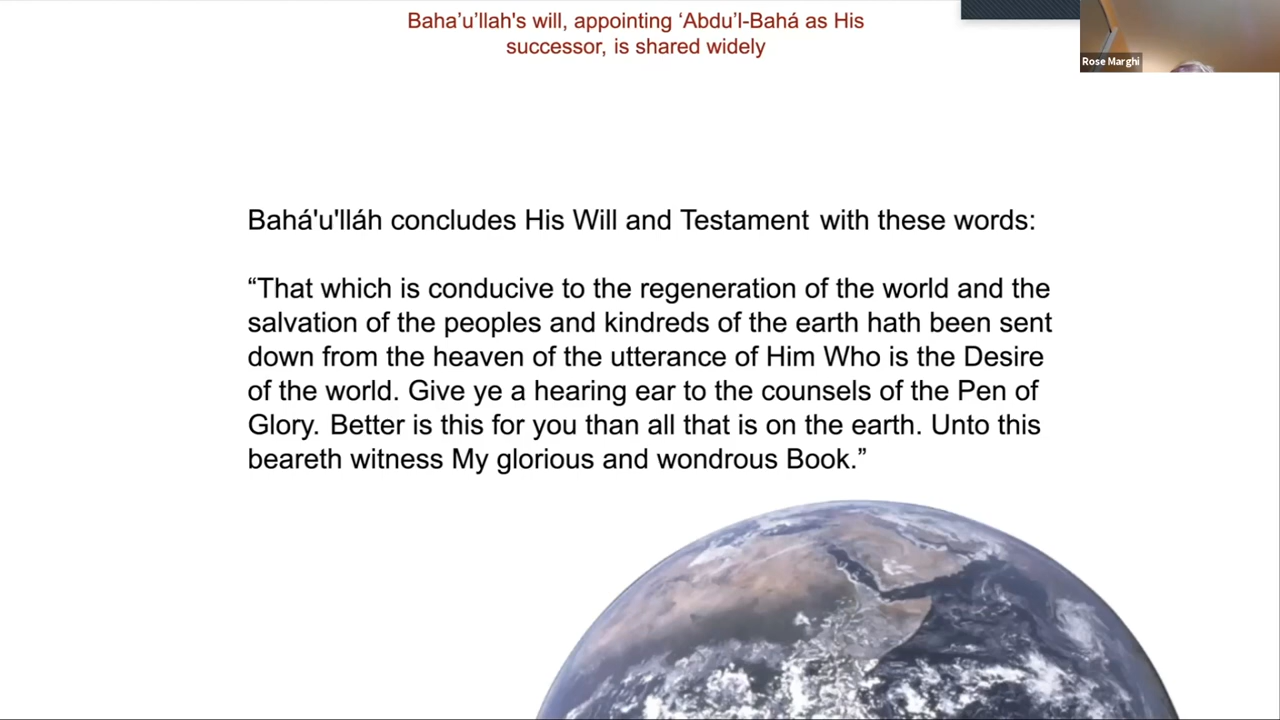 Baha’u’llah's will, appointing ‘Abdu’l-Bahá as His
successor, is shared widely
Rose Marghi
Bahá'u'lláh concludes His Will and Testament with these words:
“That which is conducive to the regeneration of the world and the
salvation of the peoples and kindreds of the earth hath been sent
down from the heaven of the utterance of Him Who is the Desire
of the world. Give ye a hearing ear to the counsels of the Pen of
Glory. Better is this for you than all that is on the earth. Unto this
beareth witness My glorious and wondrous Book.”